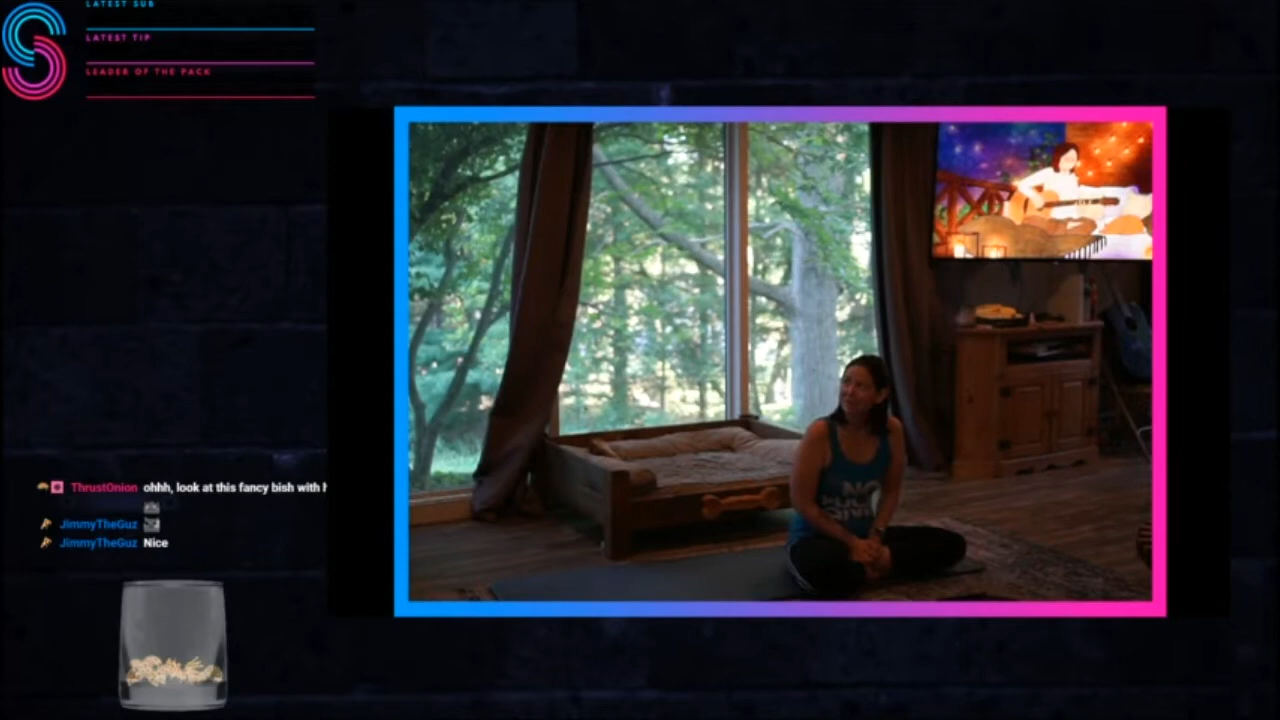 LATEST SUB
LATEST TIP
LEADER OF THE PACK
ThrustOnion ohhh, look at this fancy bish with h
JimmyTheGuz
JimmyTheGuz Nice
NO